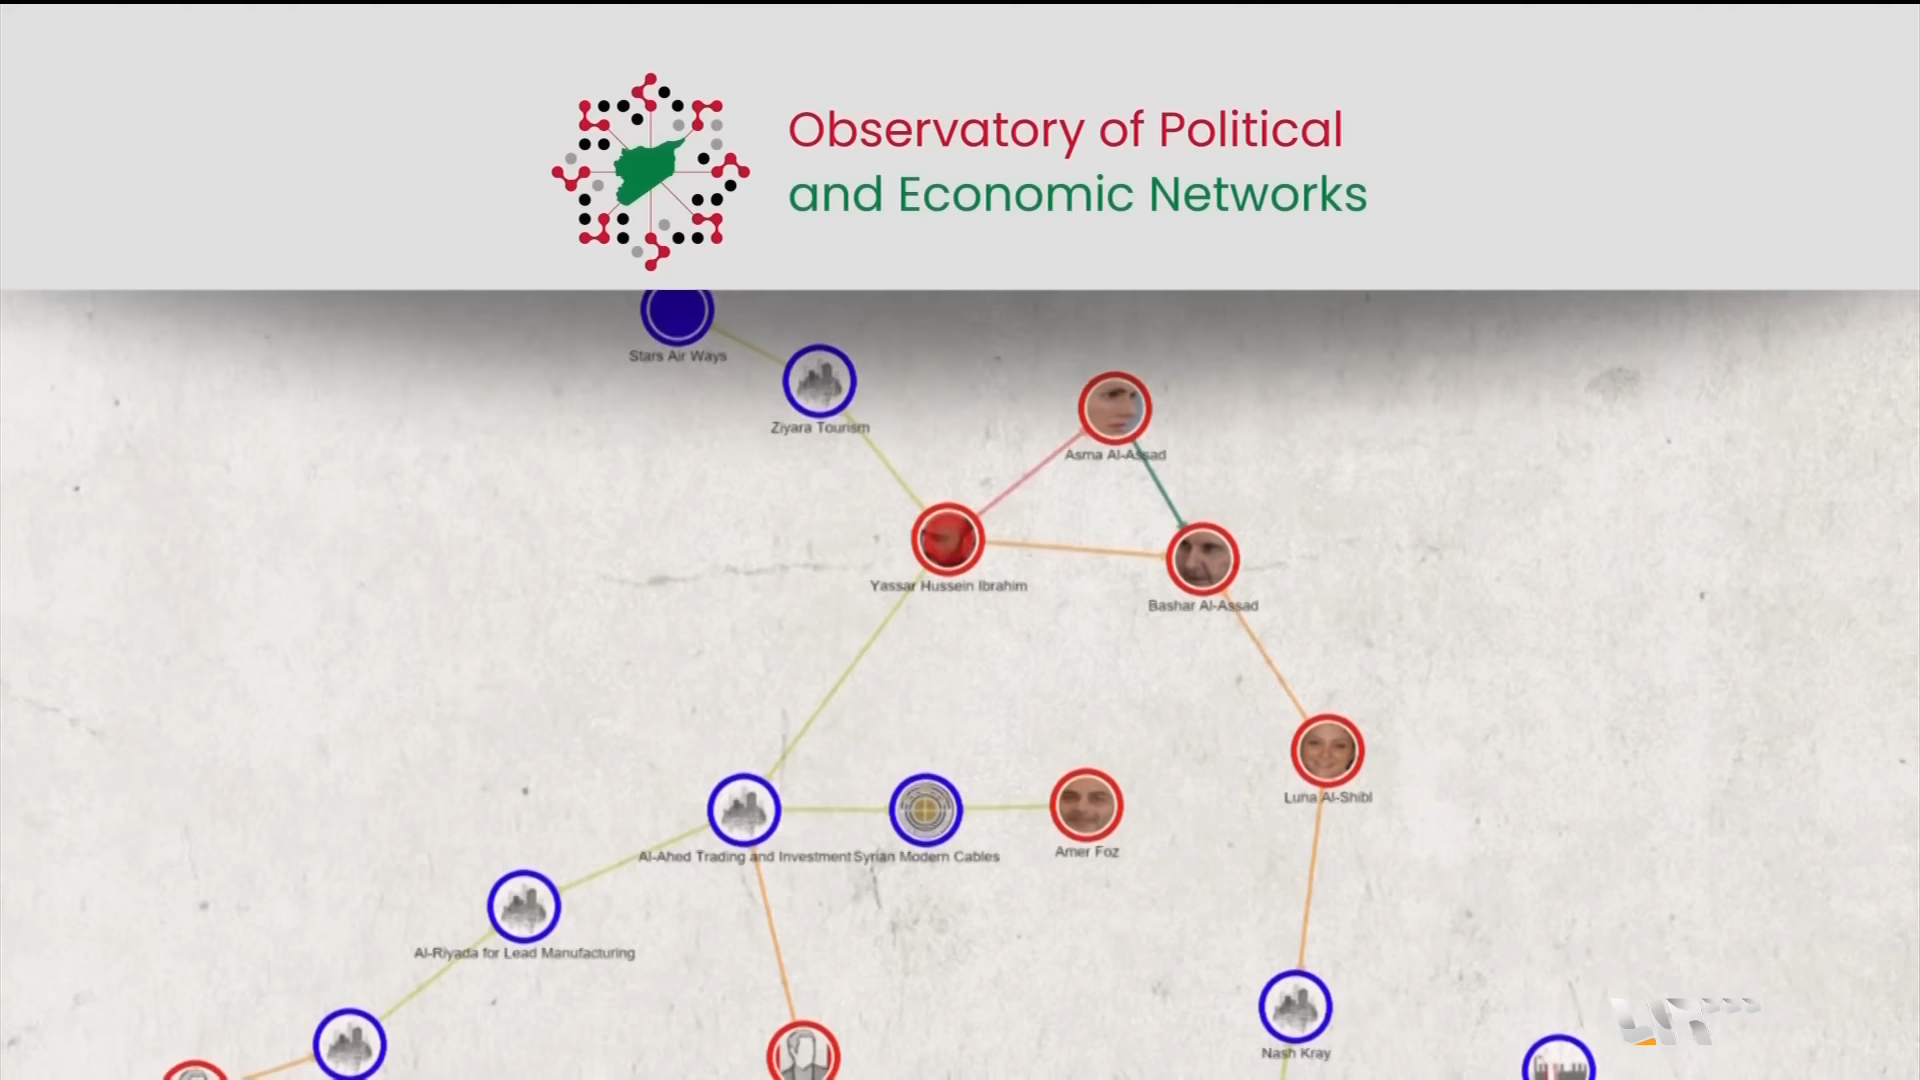 Observatory of Political
and Economic Networks
Stars Air Ways
Ziyara Tourism
Asma Al-Assad
Yassar Hussein Ibrahim
Bashar Al-Assad
Luna Al-Shibl
Al-Ahed Trading and Investment
Syrian Modern Cables
Amer Foz
Al-Riyada for Lead Manufacturing
Nash Kray